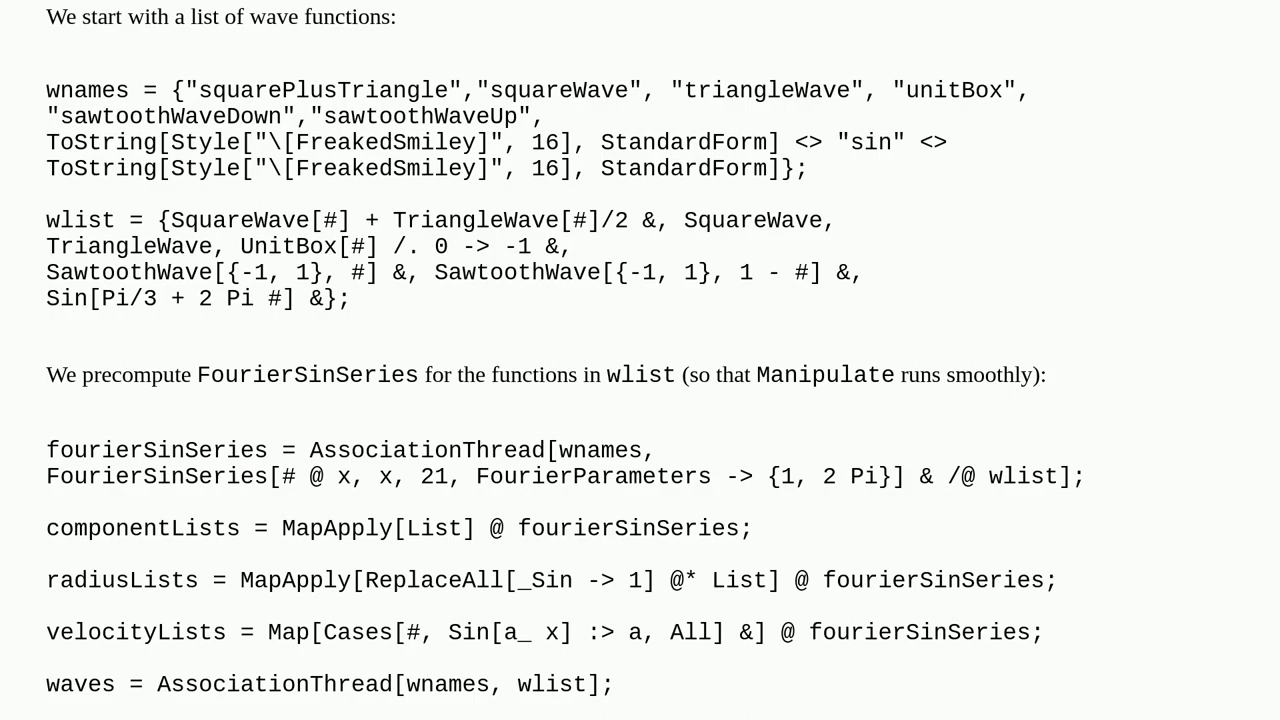 We start with a list of wave functions:
wnames = {"squarePlusTriangle","squareWave", "triangleWave", "unitBox",
"sawtoothWaveDown","sawtoothWaveUp",
ToString[Style["\[FreakedSmiley]", 16], StandardForm] <> "sin" <>
ToString[Style["\[FreakedSmiley]", 16], StandardForm]};
wlist = {SquareWave[#] + TriangleWave[#]/2 &, SquareWave,
TriangleWave, UnitBox[#] /. 0 -> -1 &,
SawtoothWave[{-1, 1}, #] &, SawtoothWave[{-1, 1}, 1 - #] &,
Sin[Pi/3 + 2 Pi #] &};
We precompute FourierSinSeries for the functions in wlist (so that Manipulate runs smoothly):
fourierSinSeries = AssociationThread[wnames,
FourierSinSeries[# @ x, x, 21, FourierParameters -> {1, 2 Pi}] & /@ wlist];
componentLists = MapApply[List] @ fourierSinSeries;
radiusLists = MapApply[ReplaceAll[_Sin -> 1] @* List] @ fourierSinSeries;
velocityLists = Map[Cases[#, Sin[a_ x] :> a, All] &] @ fourierSinSeries;
waves = AssociationThread[wnames, wlist];